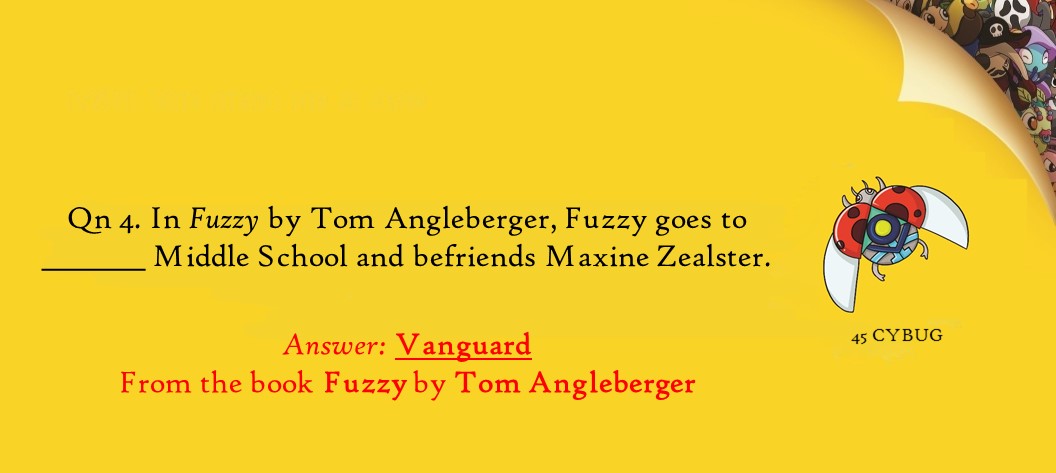 Qn 4. In Fuzzy by Tom Angleberger, Fuzzy goes to
_______ Middle School and befriends Maxine Zealster.
45 CYBUG
Answer: Vanguard
From the book Fuzzy by Tom Angleberger